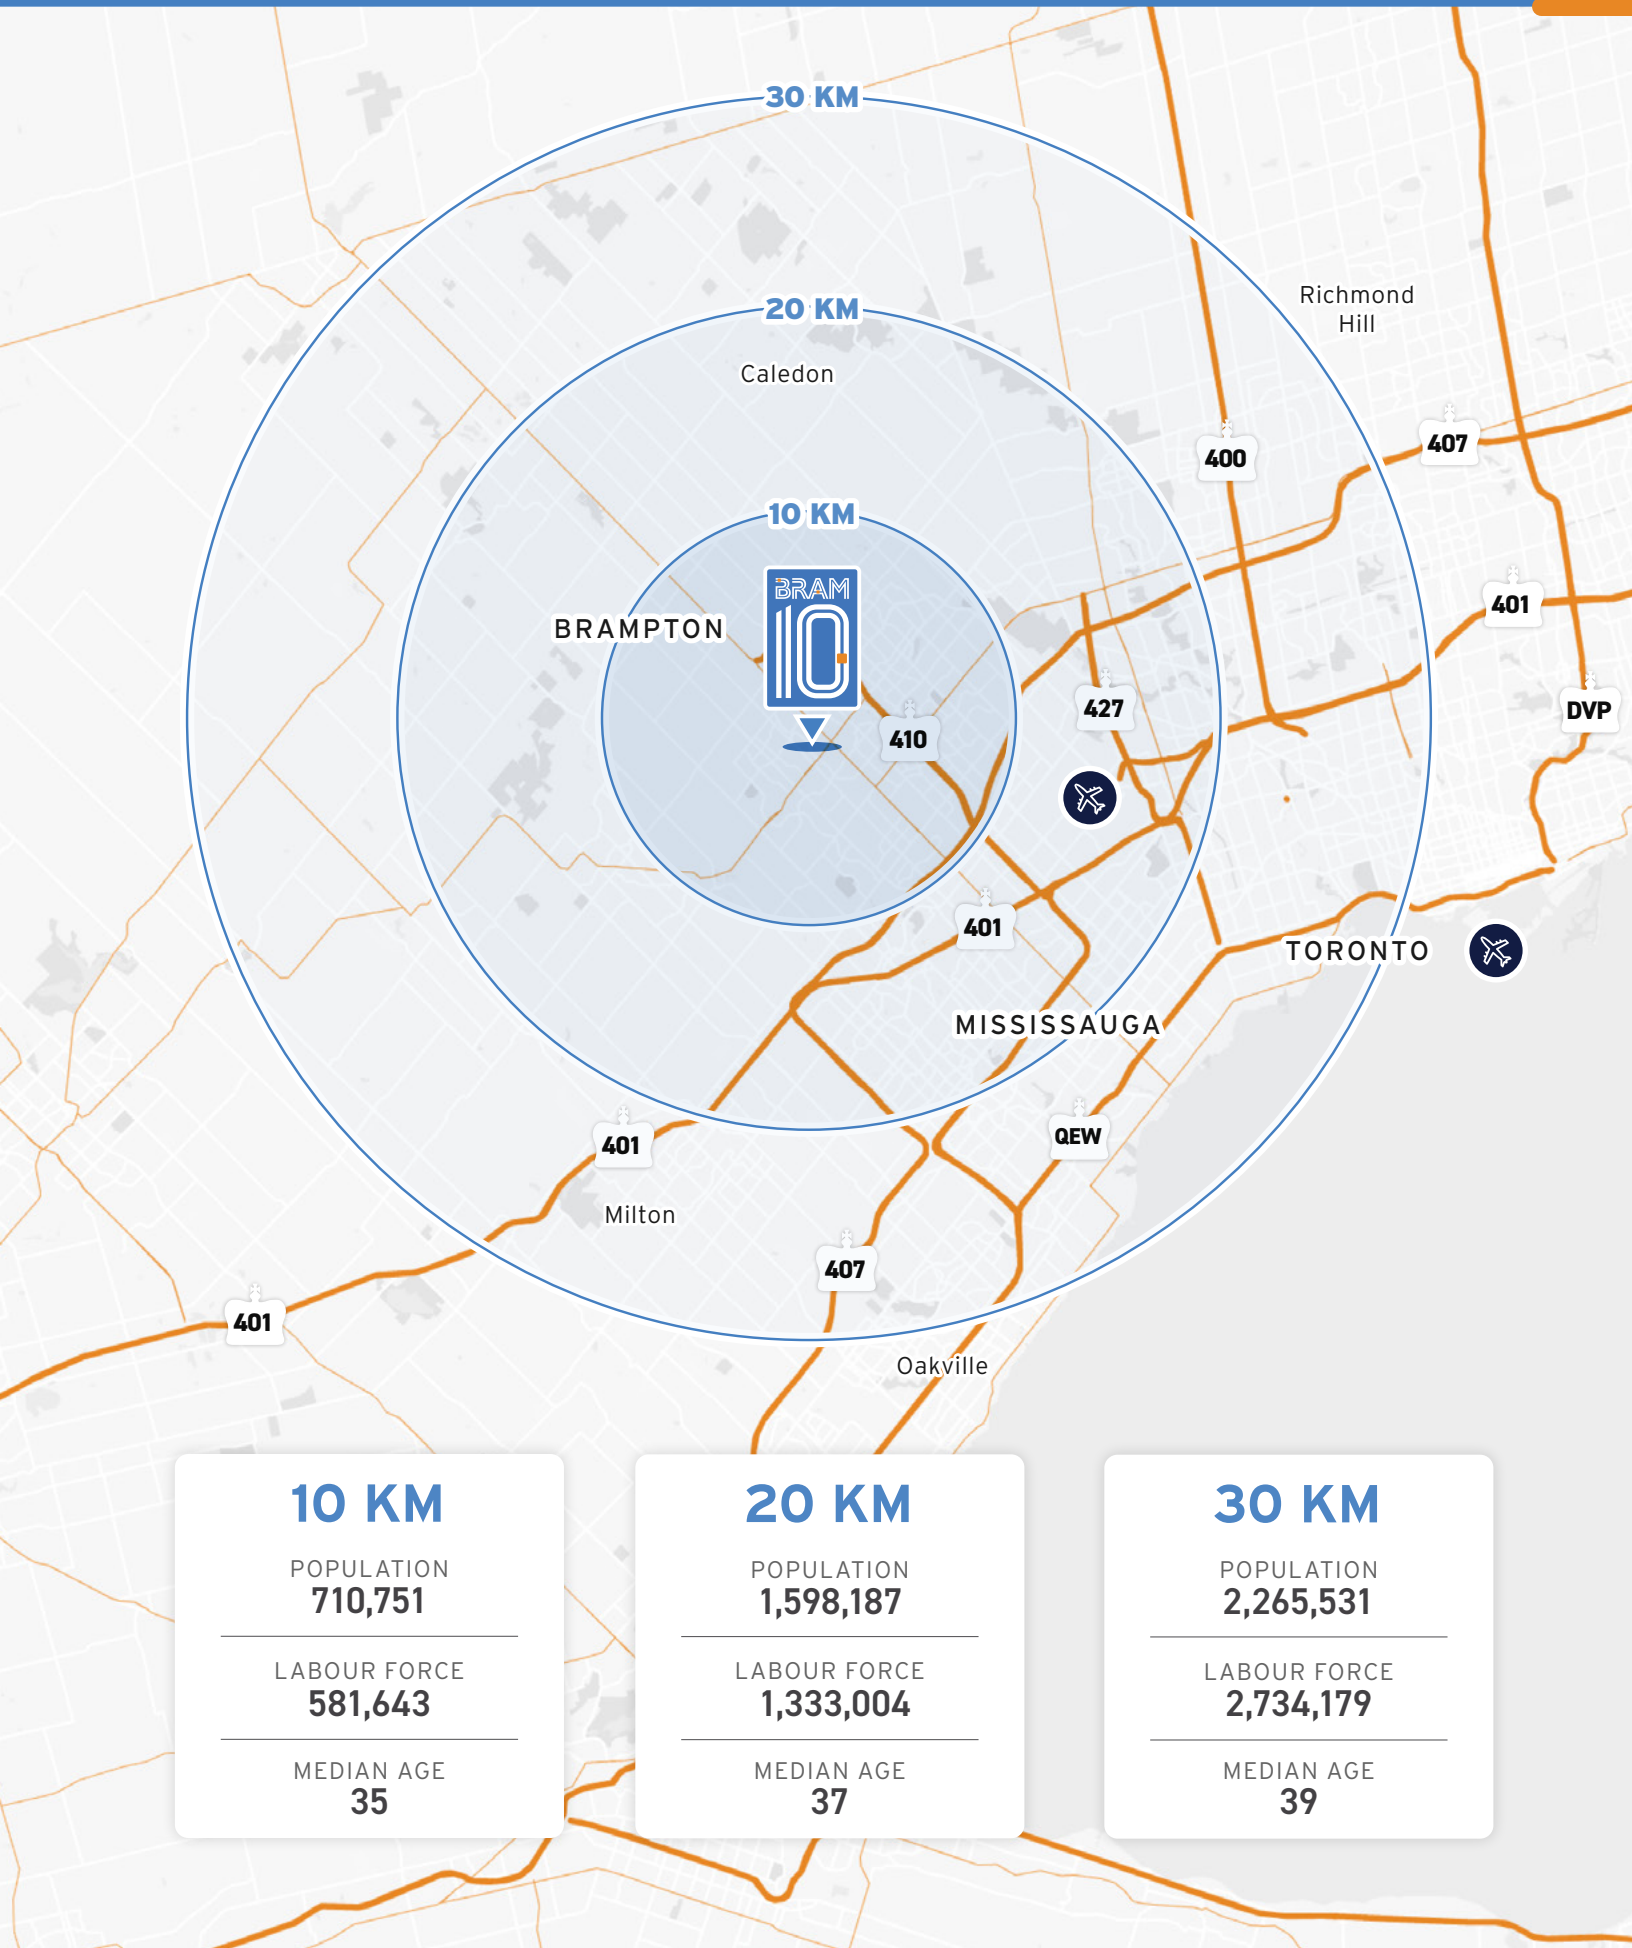 30 KM
Richmond
Hill
20 KM
Caledon
407
400
10 KM
BRAM
10
401
BRAMPTON
427
DVP
410
401
TORONTO
MISSISSAUGA
QEW
401
Milton
407
401
Oakville
10 KM
POPULATION
710,751
LABOUR FORCE
581,643
MEDIAN AGE
35
20 KM
POPULATION
1,598,187
LABOUR FORCE
1,333,004
MEDIAN AGE
37
30 KM
POPULATION
2,265,531
LABOUR FORCE
2,734,179
MEDIAN AGE
39